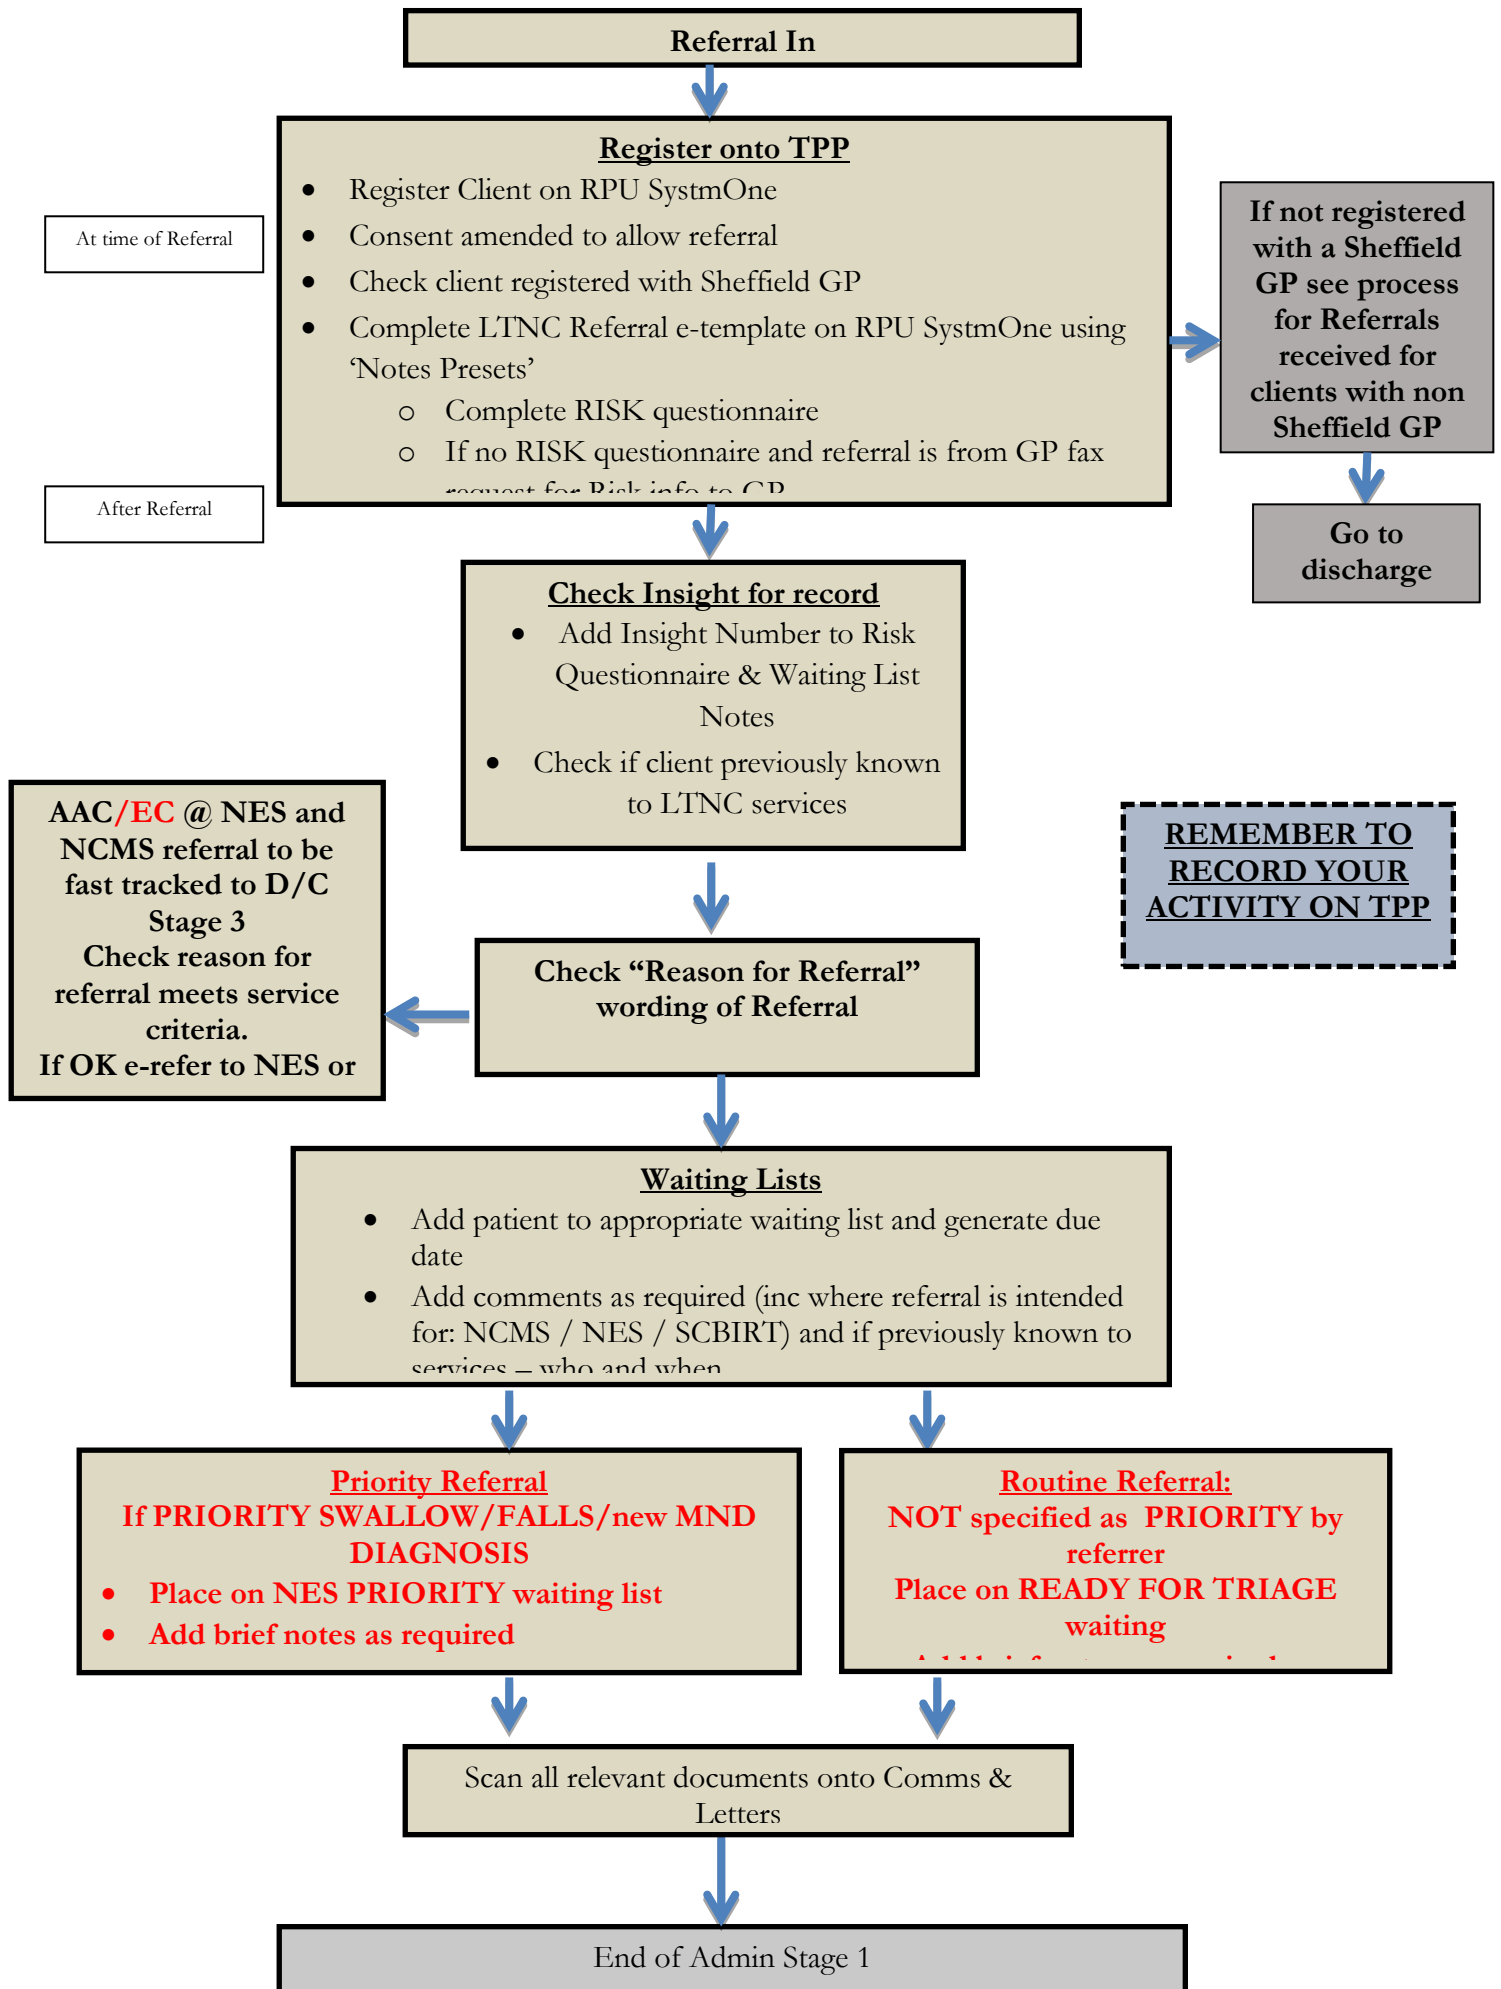 Referral In
Register onto TPP
• Register Client on RPU SystmOne
• Consent amended to allow referral
• Check client registered with Sheffield GP
• Complete LTNC Referral e-template on RPU SystmOne using
‘Notes Presets’
o Complete RISK questionnaire
o If no RISK questionnaire and referral is from GP fax
request for Risk info to GP
At time of Referral
After Referral
If not registered
with a Sheffield
GP see process
for Referrals
received for
clients with non
Sheffield GP
Go to
discharge
Check Insight for record
• Add Insight Number to Risk
Questionnaire & Waiting List
Notes
• Check if client previously known
to LTNC services
AAC/EC @ NES and
NCMS referral to be
fast tracked to D/C
Stage 3
Check reason for
referral meets service
criteria.
If OK e-refer to NES or
REMEMBER TO
RECORD YOUR
ACTIVITY ON TPP
Check “Reason for Referral”
wording of Referral
Waiting Lists
• Add patient to appropriate waiting list and generate due
date
• Add comments as required (inc where referral is intended
for: NCMS / NES / SCBIRT) and if previously known to
services – who and when
Priority Referral
If PRIORITY SWALLOW/FALLS/new MND
DIAGNOSIS
• Place on NES PRIORITY waiting list
• Add brief notes as required
Routine Referral:
NOT specified as PRIORITY by
referrer
Place on READY FOR TRIAGE
waiting
Scan all relevant documents onto Comms &
Letters
End of Admin Stage 1